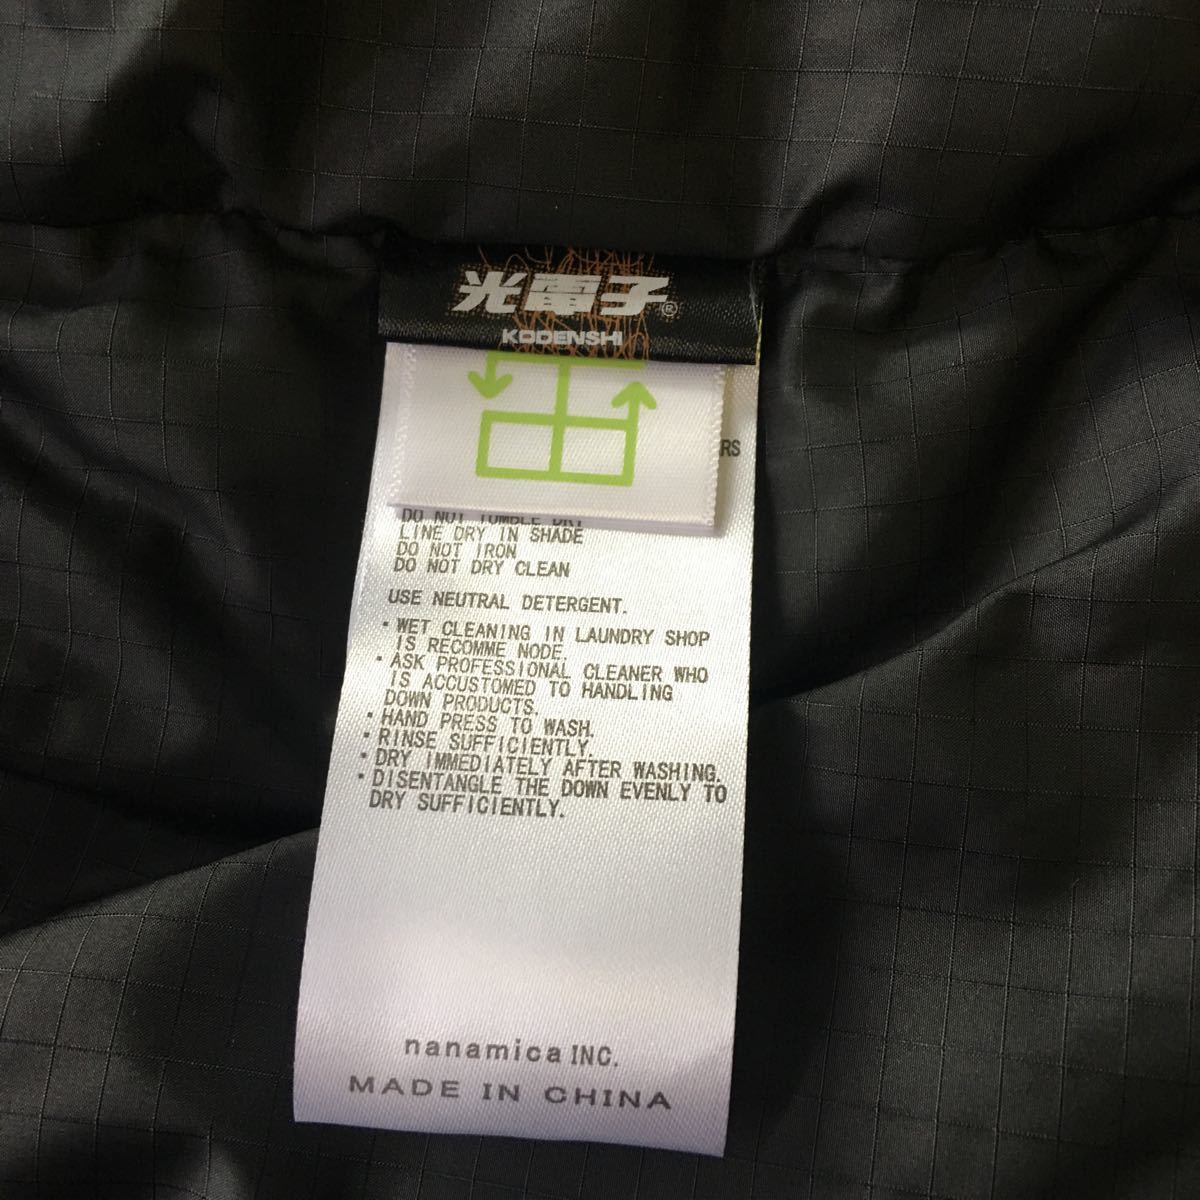 光電子®
KODENSHI
RS
DO NOT TUMBLE DRY
LINE DRY IN SHADE
DO NOT IRON
DO NOT DRY CLEAN
USE NEUTRAL DETERGENT.
・WET CLEANING IN LAUNDRY SHOP
IS RECOMME NODE.
・ASK PROFESSIONAL CLEANER WHO
IS ACCUSTOMED TO HANDLING
DOWN PRODUCTS.
・HAND PRESS TO WASH.
・RINSE SUFFICIENTLY.
・DRY IMMEDIATELY AFTER WASHING.
・DISENTANGLE THE DOWN EVENLY TO
DRY SUFFICIENTLY.
nanamica INC.
MADE IN CHINA